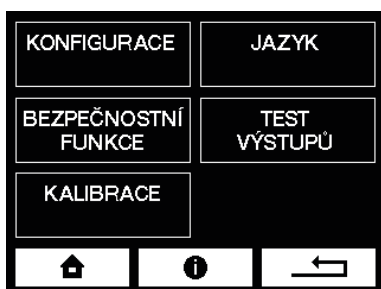 KONFIGURACE
JAZYK
BEZPEČNOSTNÍ
FUNKCE
TEST
VÝSTUPŮ
KALIBRACE